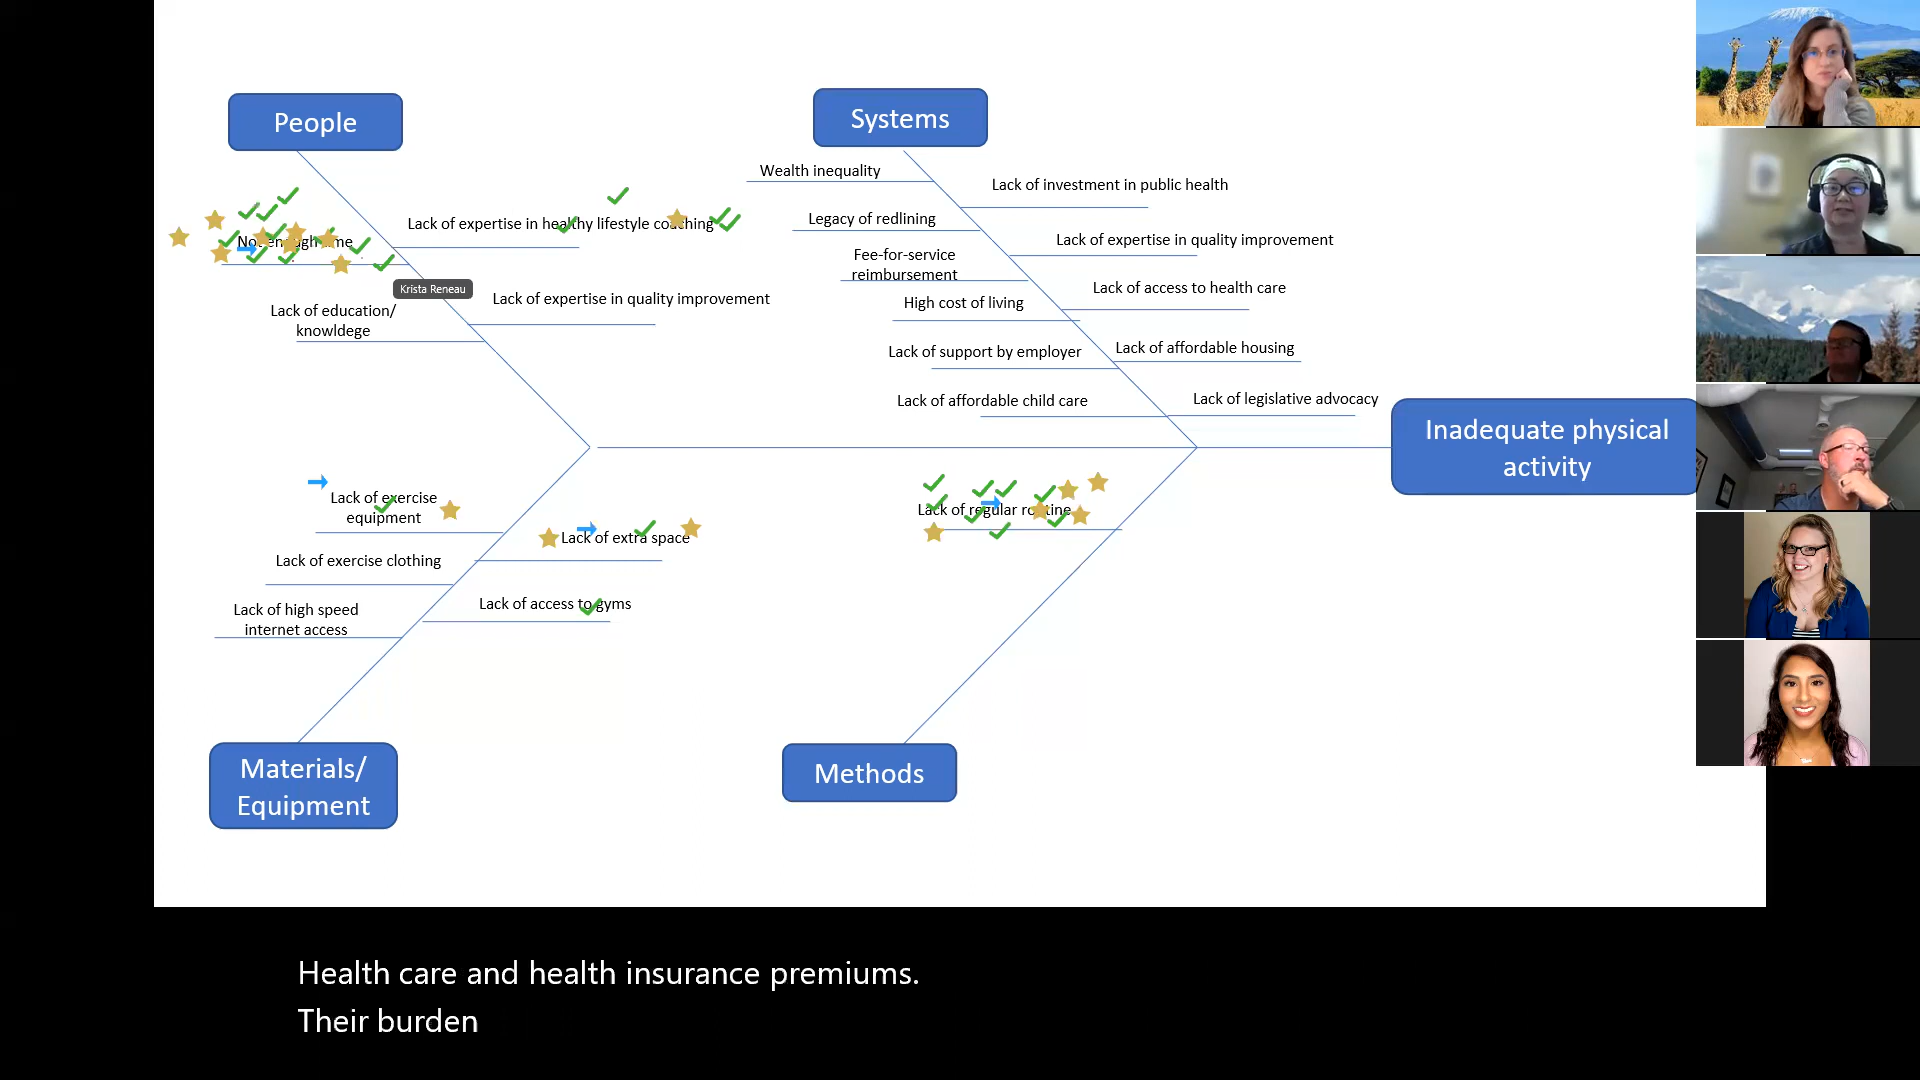 People
Systems
Wealth inequality
Lack of investment in public health
Lack of expertise in healthy lifestyle coaching
Legacy of redlining
Not enough time
Lack of expertise in quality improvement
Fee-for-service
reimbursement
Krista Reneau
Lack of access to health care
Lack of expertise in quality improvement
High cost of living
Lack of education/
knowldege
Lack of support by employer
Lack of affordable housing
Lack of affordable child care
Lack of legislative advocacy
Inadequate physical
activity
Lack of exercise
equipment
Lack of regular routine
Lack of extra space
Lack of exercise clothing
Lack of high speed
internet access
Lack of access to gyms
Materials/
Equipment
Methods
Health care and health insurance premiums.
Their burden